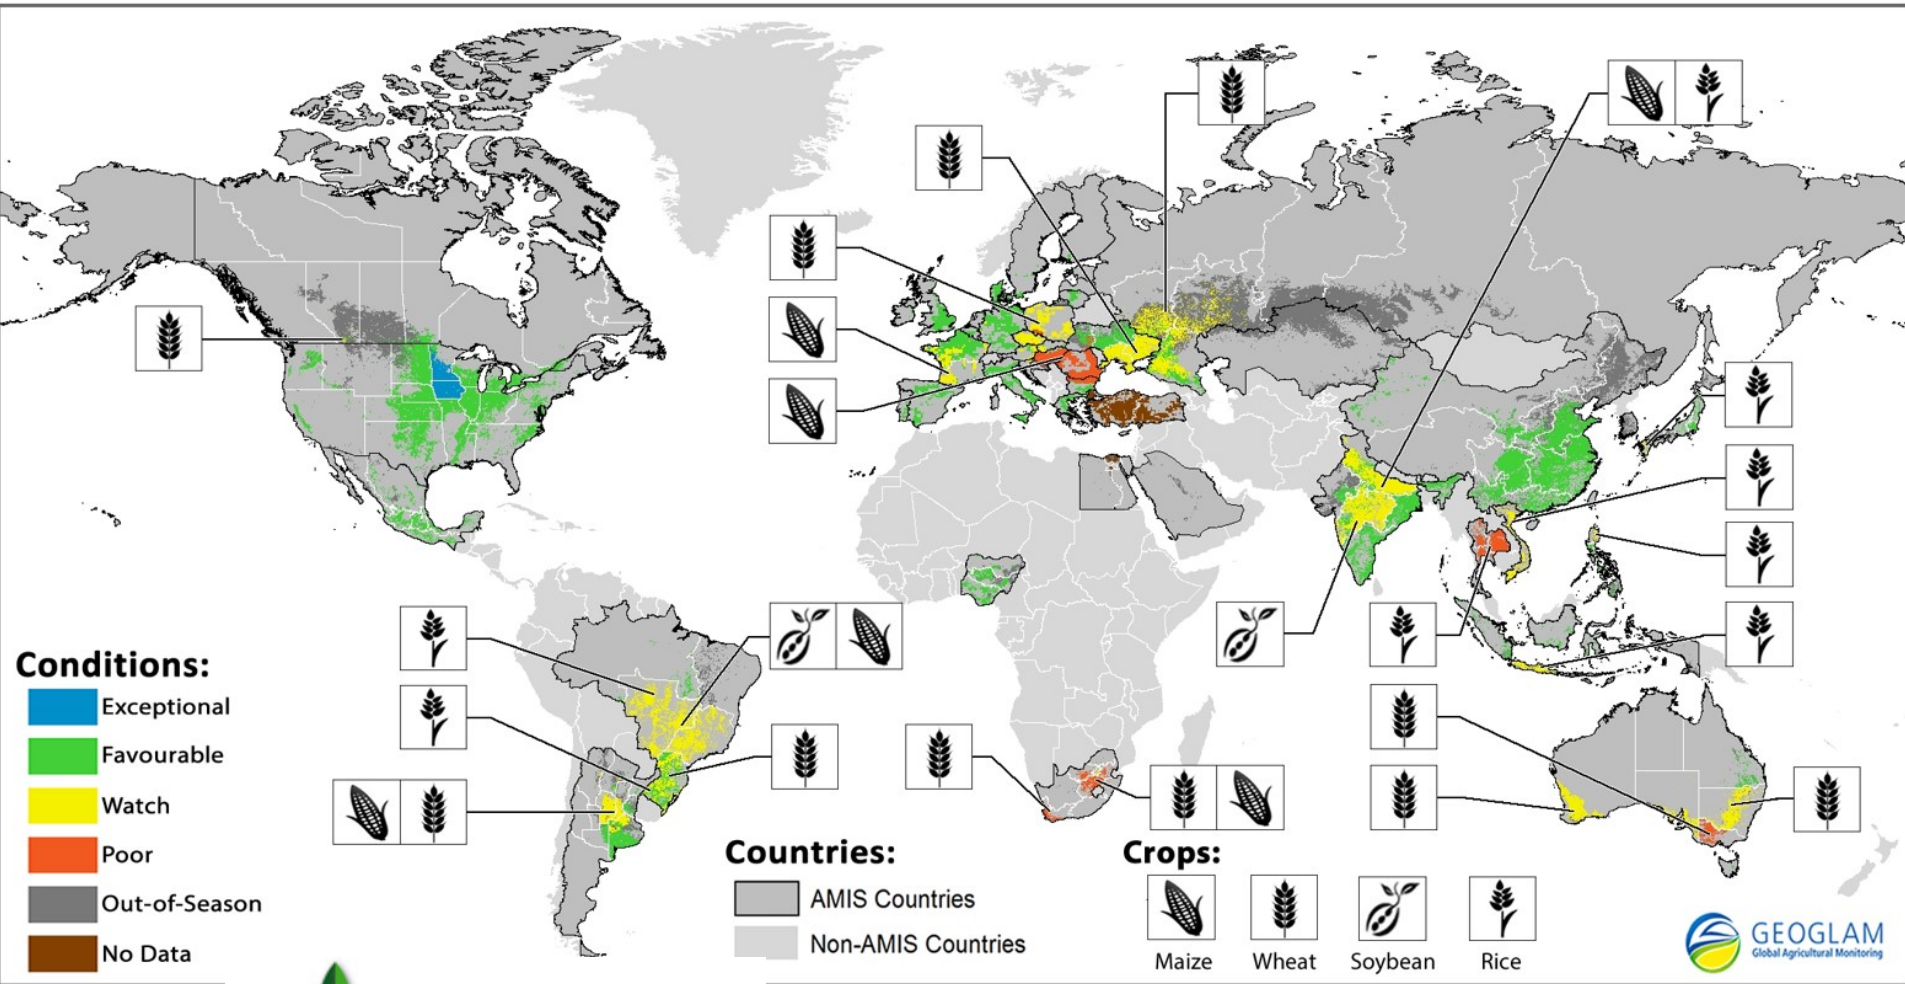 Conditions:
Exceptional
Favourable
Watch
Poor
Out-of-Season
No Data
Countries:
AMIS Countries
Non-AMIS Countries
Crops:
Maize
Wheat
Soybean
Rice
GEOGLAM
Global Agricultural Monitoring